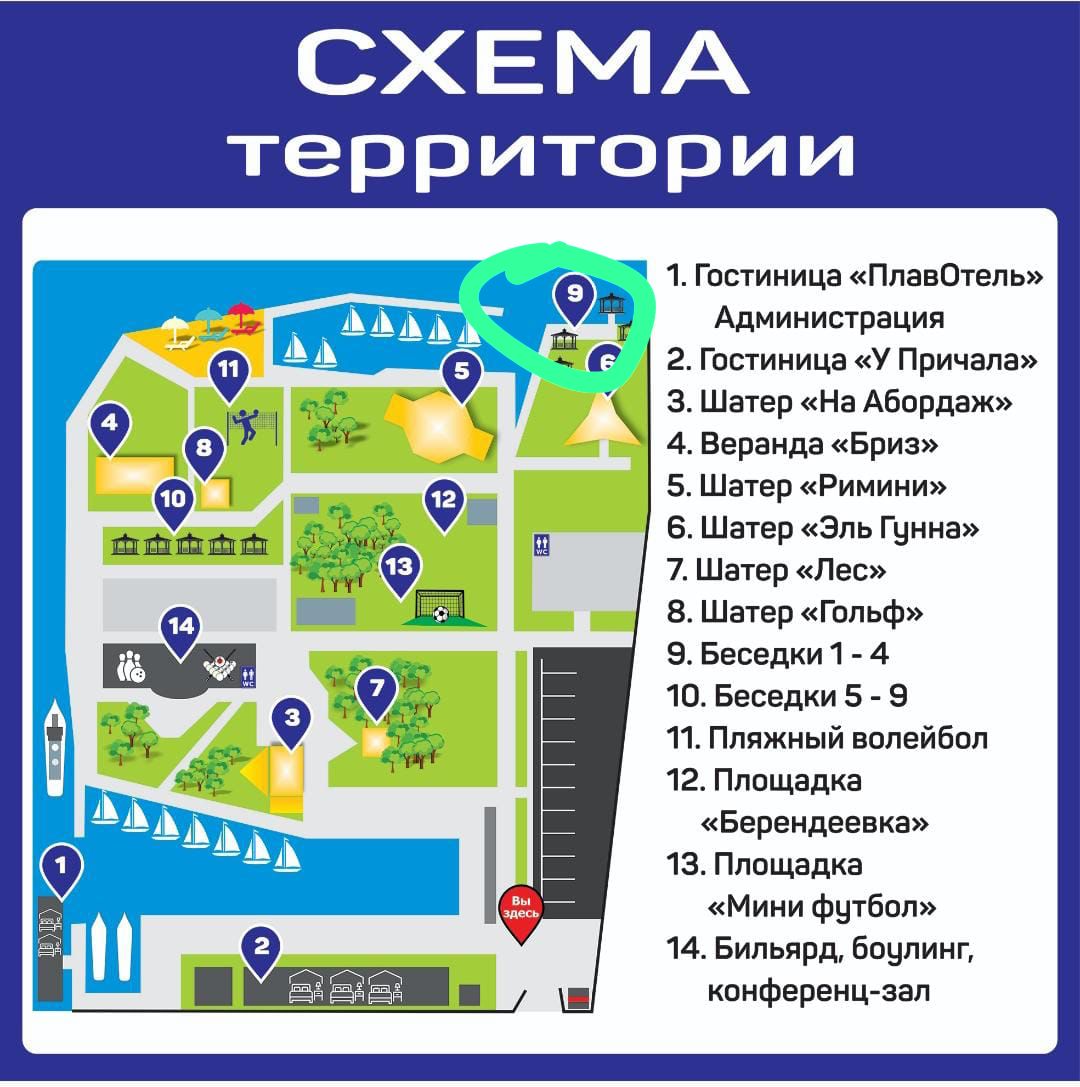 СХЕМА
территории
1. Гостиница «ПлавОтель»
Администрация
2. Гостиница «У Причала»
3. Шатер «На Абордаж»
4. Веранда «Бриз»
5. Шатер «Римини»
6. Шатер «Эль Гунна»
7. Шатер «Лес»
8. Шатер «Гольф»
9. Беседки 1 - 4
10. Беседки 5 - 9
11. Пляжный волейбол
12. Площадка
«Берендеевка»
13. Площадка
«Мини футбол»
14. Бильярд, боулинг,
конференц-зал
9
6
5
11
4
8
10
12
13
WC
14
WC
7
3
1
Вы
здесь
2